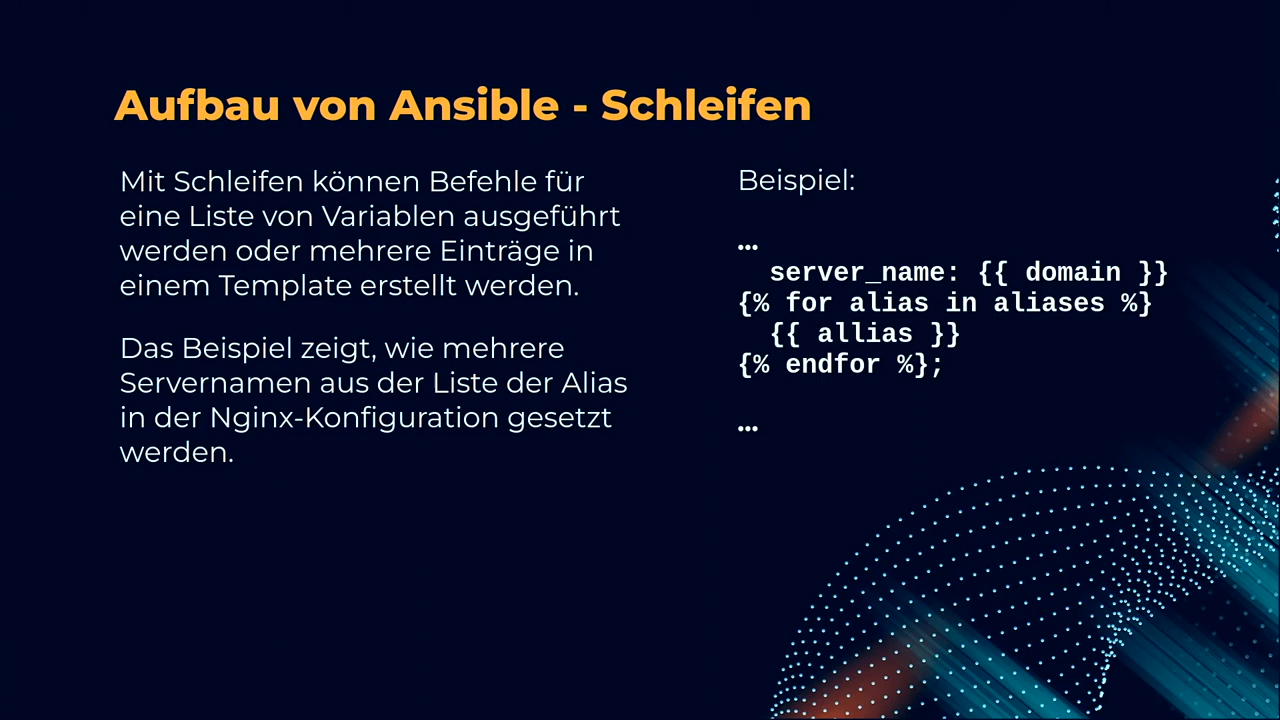 Aufbau von Ansible - Schleifen
Mit Schleifen können Befehle für
eine Liste von Variablen ausgeführt
werden oder mehrere Einträge in
einem Template erstellt werden.
Das Beispiel zeigt, wie mehrere
Servernamen aus der Liste der Alias
in der Nginx-Konfiguration gesetzt
werden.
Beispiel:
…
  server_name: {{ domain }}
{% for alias in aliases %}
  {{ allias }}
{% endfor %};
…